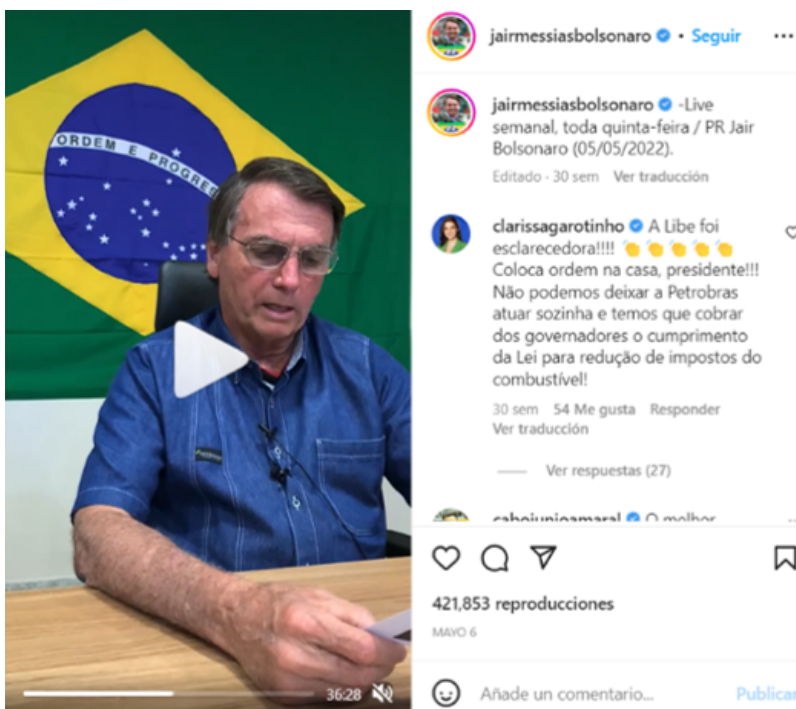 ORDEM E PROGRE
36:28
jairmessiasbolsonaro • Seguir
jairmessiasbolsonaro -Live
semanal, toda quinta-feira / PR Jair
Bolsonaro (05/05/2022).
Editado · 30 sem Ver traducción
clarissagarotinho A Libe foi
esclarecedora!!!! 👏👏👏👏👏
Coloca ordem na casa, presidente!!!
Não podemos deixar a Petrobras
atuar sozinha e temos que cobrar
dos governadores o cumprimento
da Lei para redução de impostos do
combustível!
30 sem 54 Me gusta Responder
Ver traducción
Ver respuestas (27)
cabojunioamaral O melhor
421,853 reproducciones
MAYO 6
Añade un comentario... Publicar